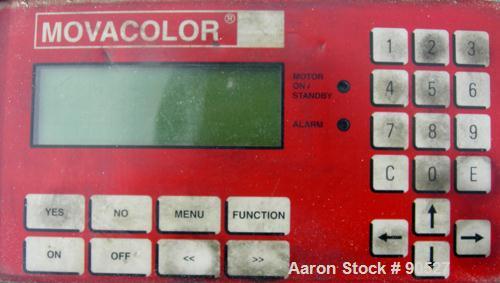 MOVACOLOR®
MOTOR
ON /
STANDBY
ALARM
1 2 3
4 5 6
7 8 9
C 0 E
YES NO MENU FUNCTION
ON OFF << >>
← ↑ ↓ →
Aaron Stock # 90527